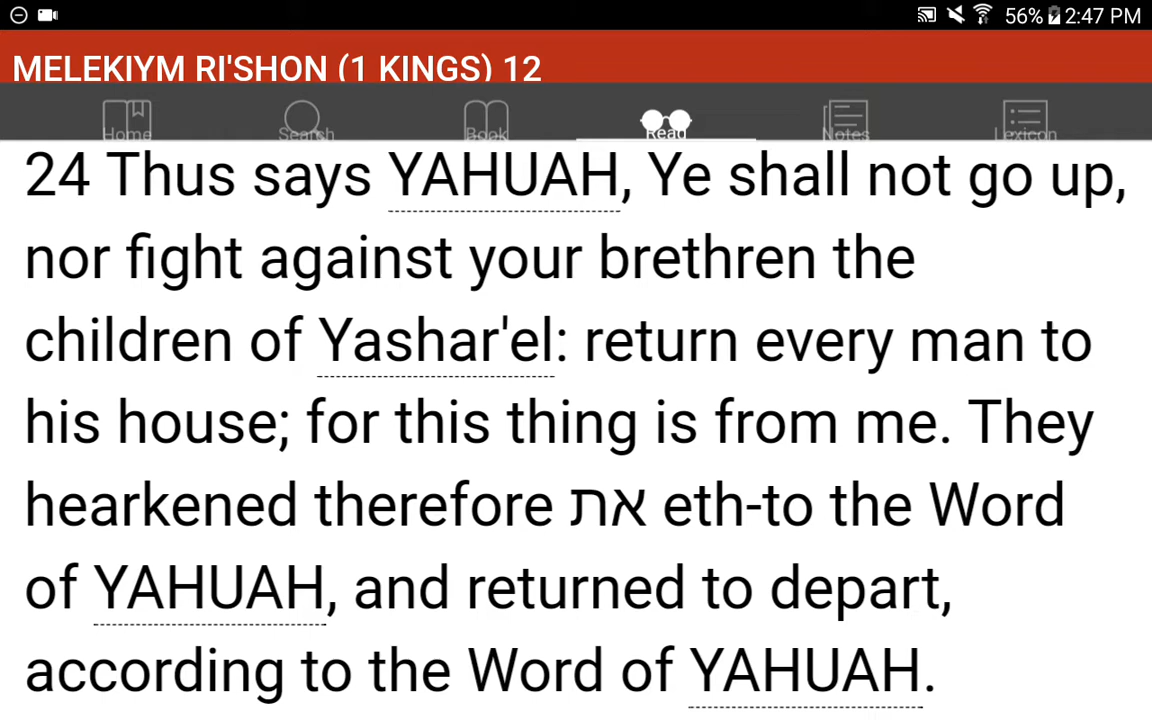 56% 2:47 PM
MELEKIYM RI'SHON (1 KINGS) 12
Home Search Book Read Notes Lexicon
24 Thus says YAHUAH, Ye shall not go up,
nor fight against your brethren the
children of Yashar'el: return every man to
his house; for this thing is from me. They
hearkened therefore את eth-to the Word
of YAHUAH, and returned to depart,
according to the Word of YAHUAH.